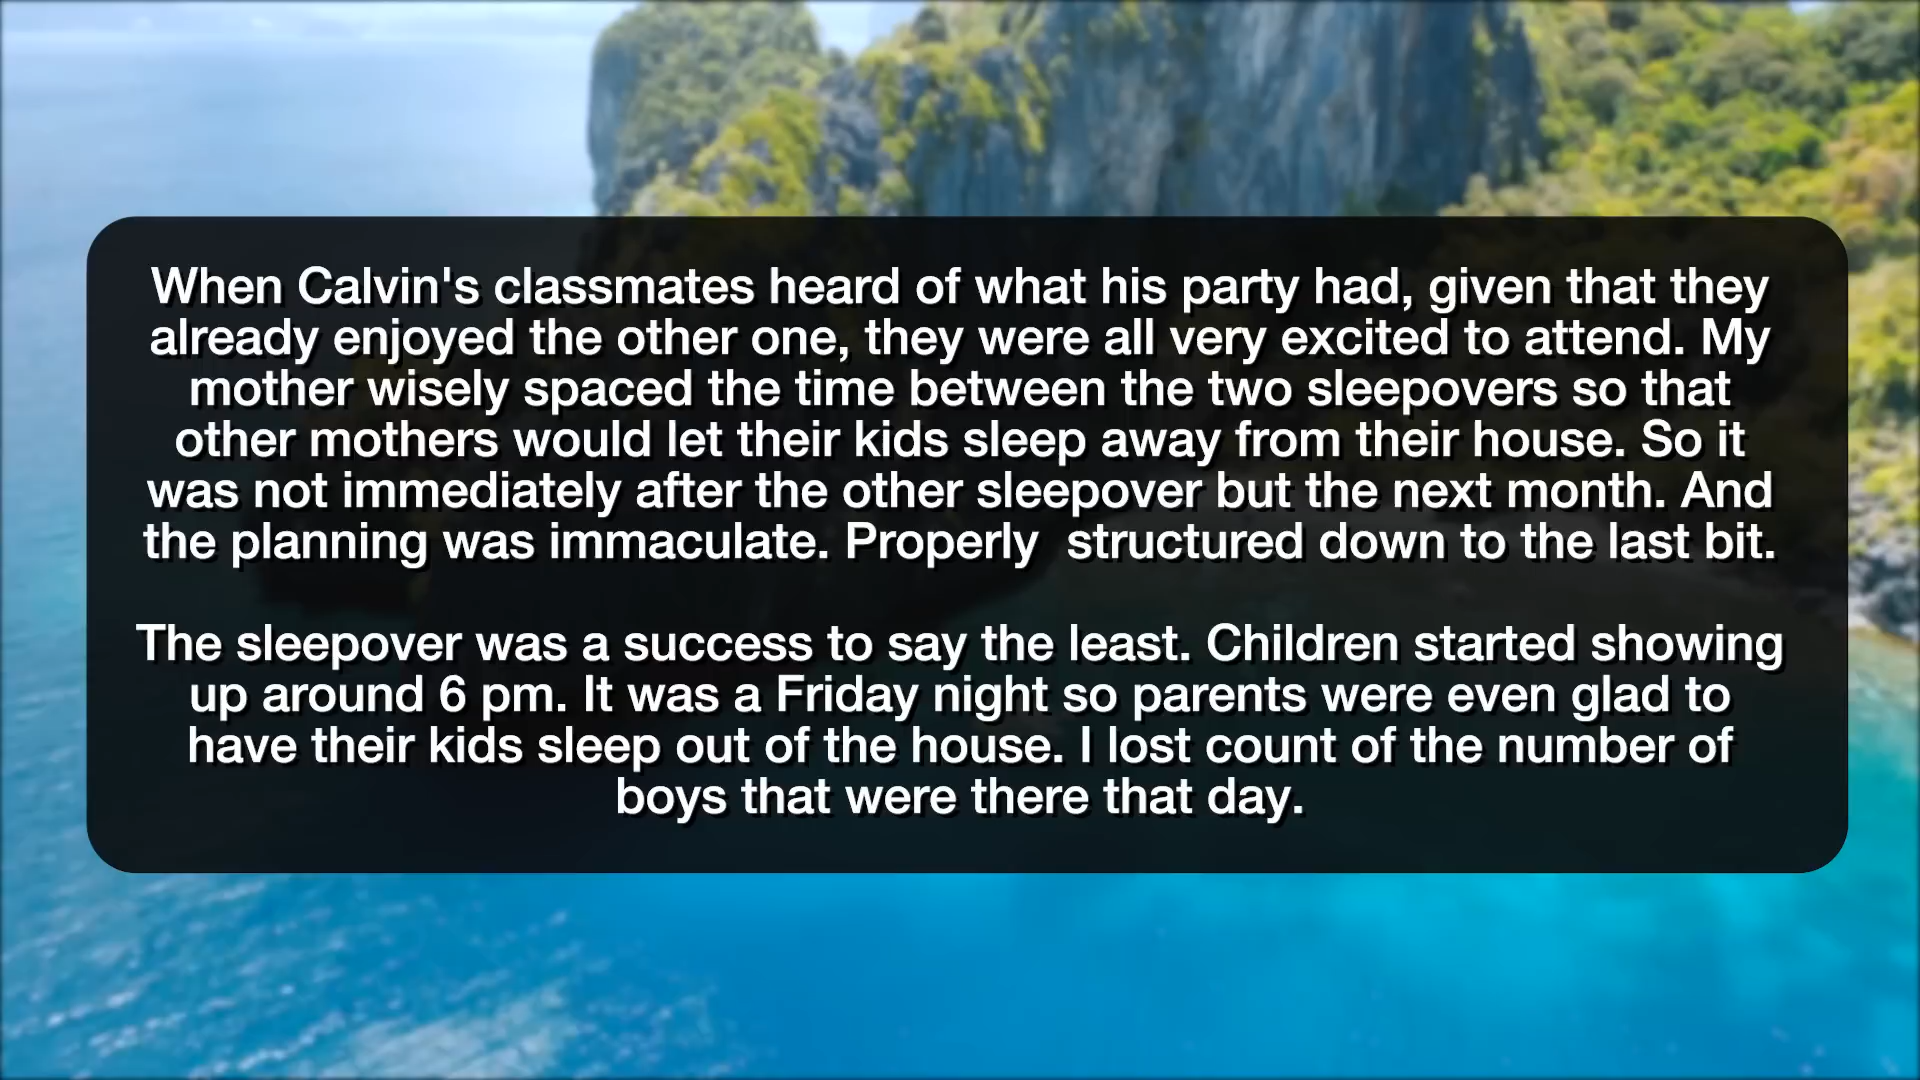 When Calvin's classmates heard of what his party had, given that they
already enjoyed the other one, they were all very excited to attend. My
mother wisely spaced the time between the two sleepovers so that
other mothers would let their kids sleep away from their house. So it
was not immediately after the other sleepover but the next month. And
the planning was immaculate. Properly  structured down to the last bit.

The sleepover was a success to say the least. Children started showing
up around 6 pm. It was a Friday night so parents were even glad to
have their kids sleep out of the house. I lost count of the number of
boys that were there that day.